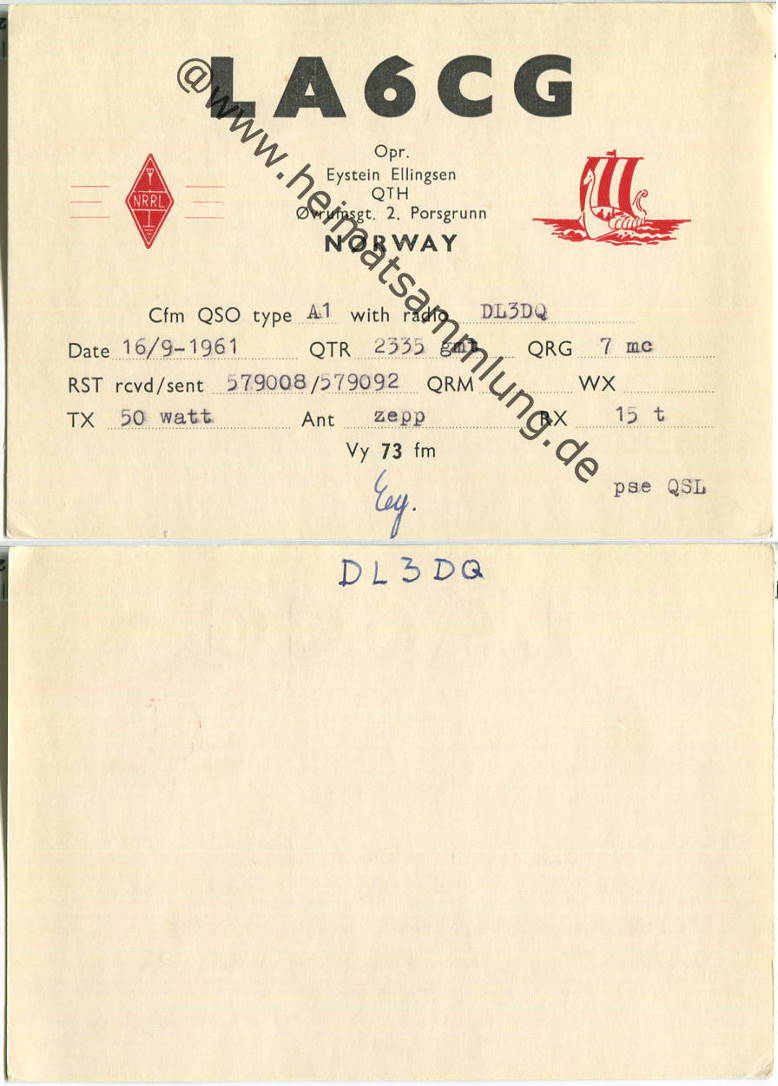 LA6CG
Opr.
Eystein Ellingsen
QTH
Øvrumsgt. 2. Porsgrunn
NORWAY
NRRL
Cfm QSO type A1 with radio DL3DQ
Date 16/9-1961 QTR 2335 gmt QRG 7 mc
RST rcvd/sent 579008/579092 QRM WX
TX 50 watt Ant zepp RX 15 t
Vy 73 fm
Ey.
pse QSL
@www.heimatsammlung.de
DL3DQ